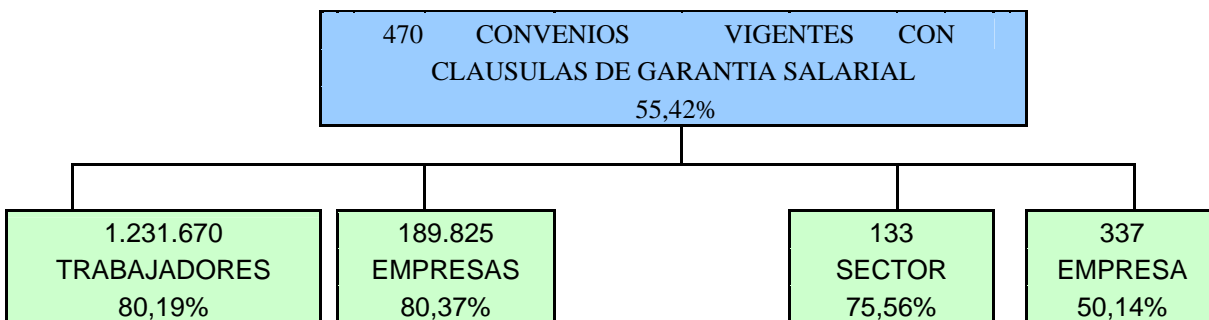 470 CONVENIOS VIGENTES CON
CLAUSULAS DE GARANTIA SALARIAL
55,42%
1.231.670
TRABAJADORES
80,19%
189.825
EMPRESAS
80,37%
133
SECTOR
75,56%
337
EMPRESA
50,14%